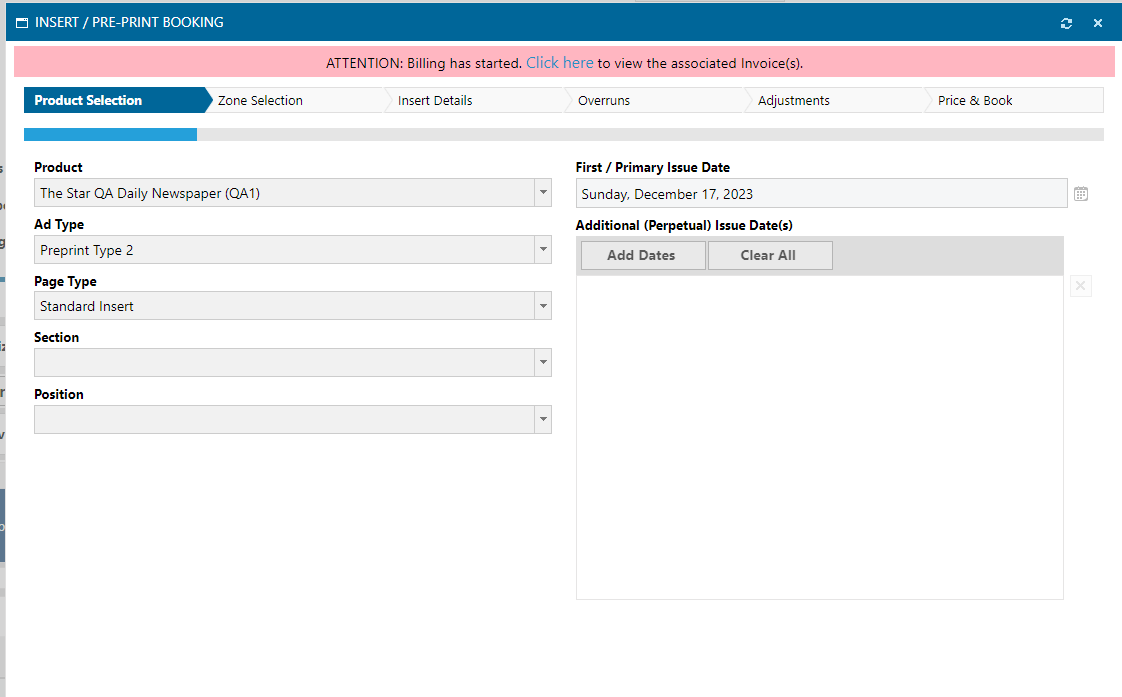 INSERT / PRE-PRINT BOOKING
ATTENTION: Billing has started. Click here to view the associated Invoice(s).
Product Selection
Zone Selection
Insert Details
Overruns
Adjustments
Price & Book
Product
The Star QA Daily Newspaper (QA1)
Ad Type
Preprint Type 2
Page Type
Standard Insert
Section
Position
First / Primary Issue Date
Sunday, December 17, 2023
Additional (Perpetual) Issue Date(s)
Add Dates
Clear All